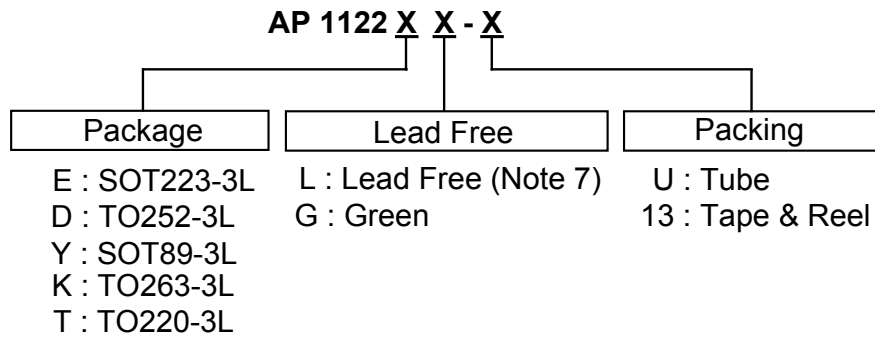 AP 1122 X X - X
Package
E : SOT223-3L
D : TO252-3L
Y : SOT89-3L
K : TO263-3L
T : TO220-3L
Lead Free
L : Lead Free (Note 7)
G : Green
Packing
U : Tube
13 : Tape & Reel